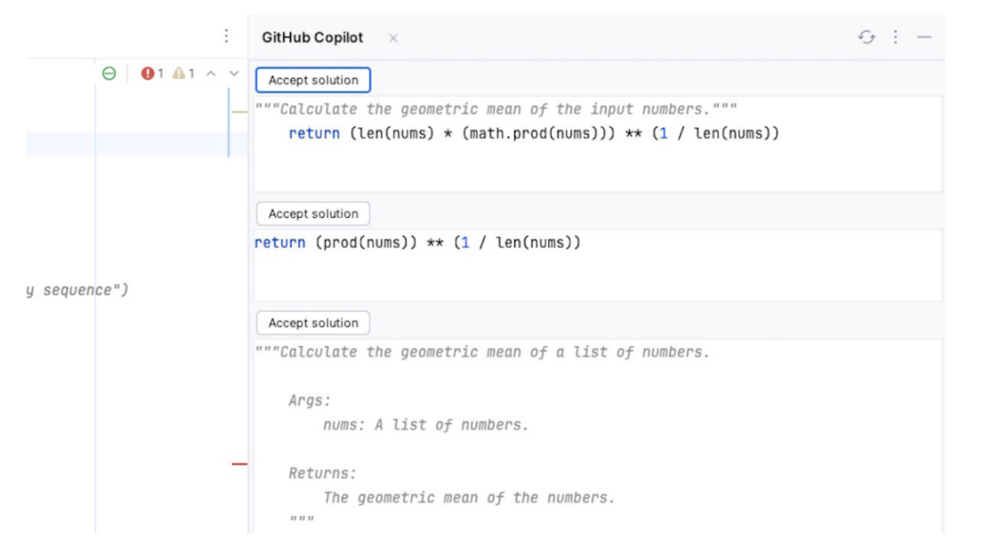 GitHub Copilot
1 1
Accept solution
"""Calculate the geometric mean of the input numbers."""
return (len(nums) * (math.prod(nums))) ** (1 / len(nums))
Accept solution
return (prod(nums)) ** (1 / len(nums))
y sequence")
Accept solution
"""Calculate the geometric mean of a list of numbers.
Args:
nums: A list of numbers.
Returns:
The geometric mean of the numbers.
"""